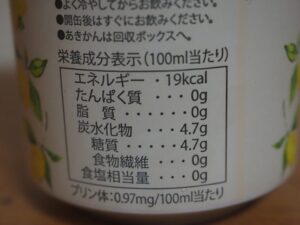 ●よく冷やしてからお飲みください。
●開缶後はすぐにお飲みください。
●あきかんは回収ボックスへ。
栄養成分表示(100ml当たり)
エネルギー・19kcal
たんぱく質・・・0g
脂 質・・・・・・0g
炭水化物・・・4.7g
糖質・・・・・4.7g
食物繊維・・・0g
食塩相当量・・・0g
プリン体:0.97mg/100ml当たり